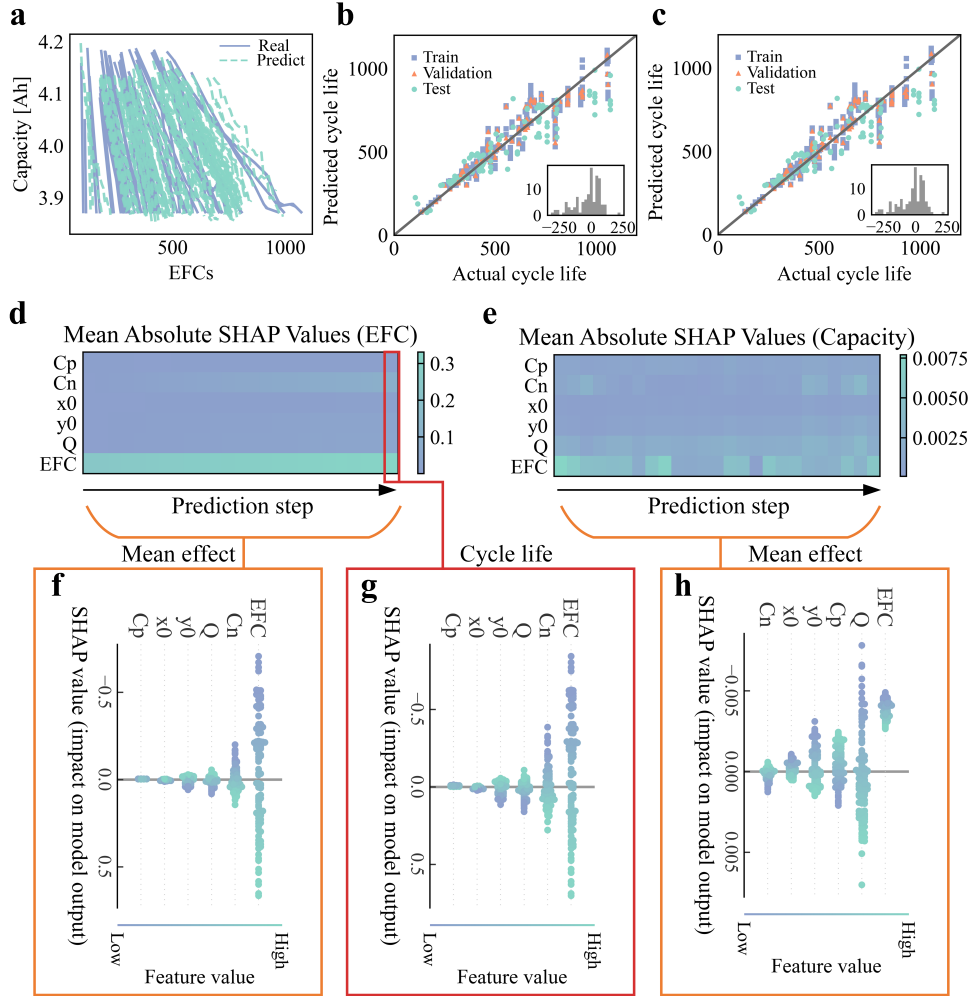 a
4.2
4.1
4.0
3.9
Capacity [Ah]
Real
Predict
500
1000
EFCs
b
Predicted cycle life
1000
500
0
Train
Validation
Test
10
0
−250
0
250
0
500
1000
Actual cycle life
c
Predicted cycle life
1000
500
0
Train
Validation
Test
10
0
−250
0
250
0
500
1000
Actual cycle life
d
Mean Absolute SHAP Values (EFC)
Cp
Cn
x0
y0
Q
EFC
0.3
0.2
0.1
Prediction step
e
Mean Absolute SHAP Values (Capacity)
Cp
Cn
x0
y0
Q
EFC
0.0075
0.0050
0.0025
Prediction step
Mean effect
Cycle life
Mean effect
f
SHAP value (impact on model output)
Cp
x0
y0
Q
Cn
EFC
−0.5
0.0
0.5
Low
High
Feature value
g
SHAP value (impact on model output)
Cp
x0
y0
Q
Cn
EFC
−0.5
0.0
0.5
Low
High
Feature value
h
SHAP value (impact on model output)
Cn
x0
y0
Cp
Q
EFC
−0.005
0.000
0.005
Low
High
Feature value